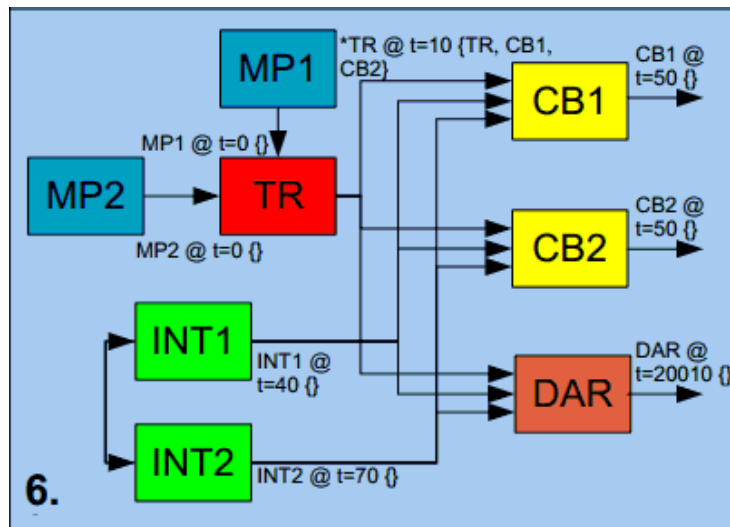 MP1
*TR @ t=10 {TR, CB1,
CB2}
CB1 @
t=50 {}
CB1
MP1 @ t=0 {}
MP2
TR
MP2 @ t=0 {}
CB2 @
t=50 {}
CB2
INT1
INT1 @
t=40 {}
DAR @
t=20010 {}
DAR
INT2
INT2 @ t=70 {}
6.